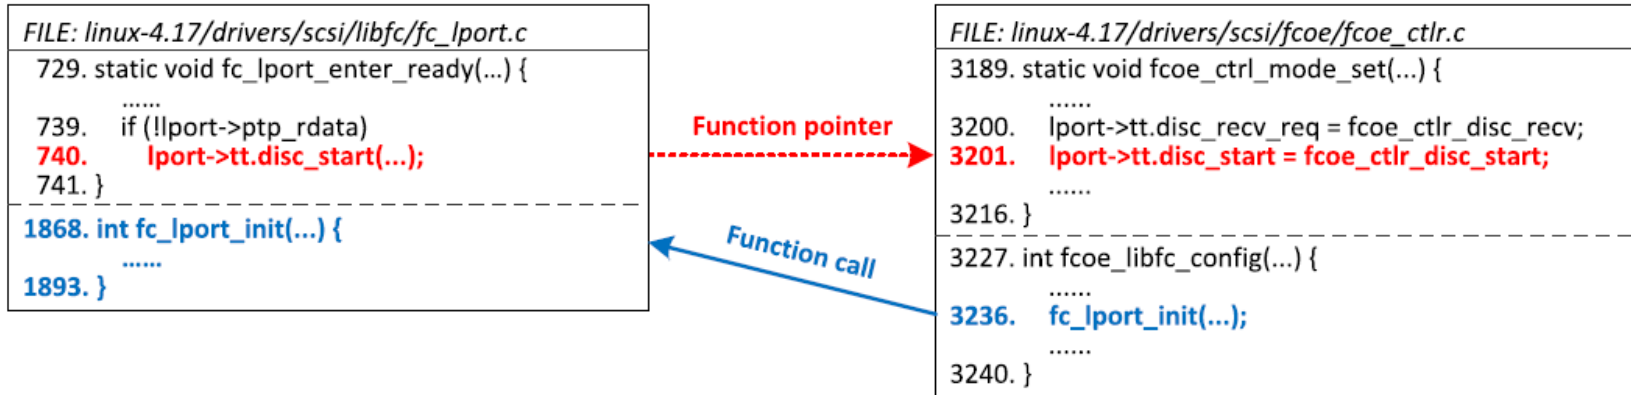 FILE: linux-4.17/drivers/scsi/libfc/fc_lport.c
729. static void fc_lport_enter_ready(...) {
......
739. if (!lport->ptp_rdata)
740. lport->tt.disc_start(...);
741. }
1868. int fc_lport_init(...) {
......
1893. }
Function pointer
Function call
FILE: linux-4.17/drivers/scsi/fcoe/fcoe_ctlr.c
3189. static void fcoe_ctrl_mode_set(...) {
......
3200. lport->tt.disc_recv_req = fcoe_ctlr_disc_recv;
3201. lport->tt.disc_start = fcoe_ctlr_disc_start;
......
3216. }
3227. int fcoe_libfc_config(...) {
......
3236. fc_lport_init(...);
......
3240. }